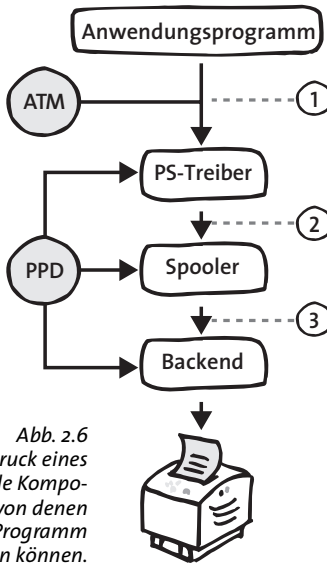 Anwendungsprogramm
ATM
1
PS-Treiber
2
PPD
Spooler
3
Backend
Abb. 2.6
ruck eines
le Kompo-
von denen
Programm
n können.